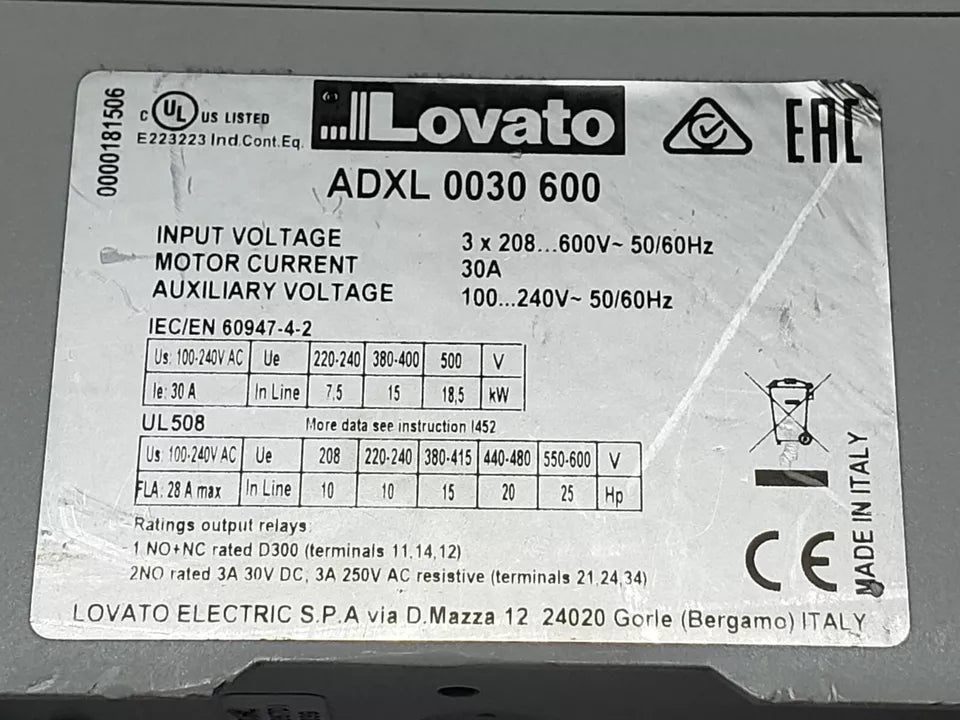 0000181506
c UL US LISTED
E223223 Ind.Cont.Eq.
Lovato
EAC
ADXL 0030 600
INPUT VOLTAGE 3 x 208...600V~ 50/60Hz
MOTOR CURRENT 30A
AUXILIARY VOLTAGE 100...240V~ 50/60Hz
IEC/EN 60947-4-2
Us: 100-240V AC Ue 220-240 380-400 500 V
Ie: 30 A In Line 7,5 15 18,5 kW
UL508 More data see instruction I452
Us: 100-240V AC Ue 208 220-240 380-415 440-480 550-600 V
FLA: 28 A max In Line 10 10 15 20 25 Hp
Ratings output relays:
1 NO+NC rated D300 (terminals 11,14,12)
2NO rated 3A 30V DC, 3A 250V AC resistive (terminals 21,24,34)
CE
MADE IN ITALY
LOVATO ELECTRIC S.P.A via D.Mazza 12 24020 Gorle (Bergamo) ITALY